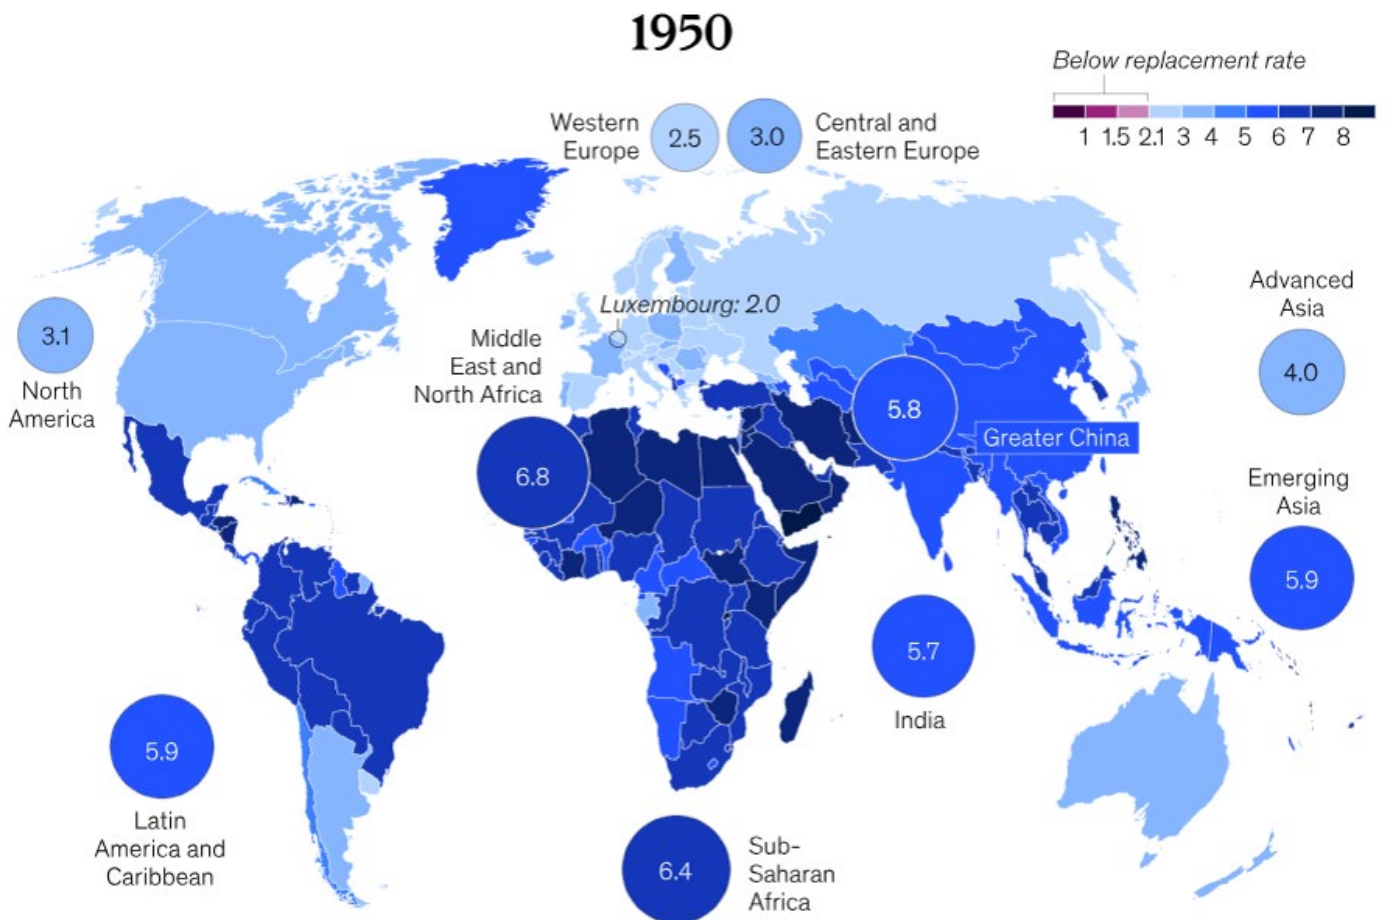 1950
Below replacement rate
1 1.5 2.1 3 4 5 6 7 8
Western
Europe
2.5
3.0
Central and
Eastern Europe
Luxembourg: 2.0
3.1
North
America
Middle
East and
North Africa
6.8
5.8
Greater China
Advanced
Asia
4.0
Emerging
Asia
5.9
5.7
India
5.9
Latin
America and
Caribbean
6.4
Sub-
Saharan
Africa